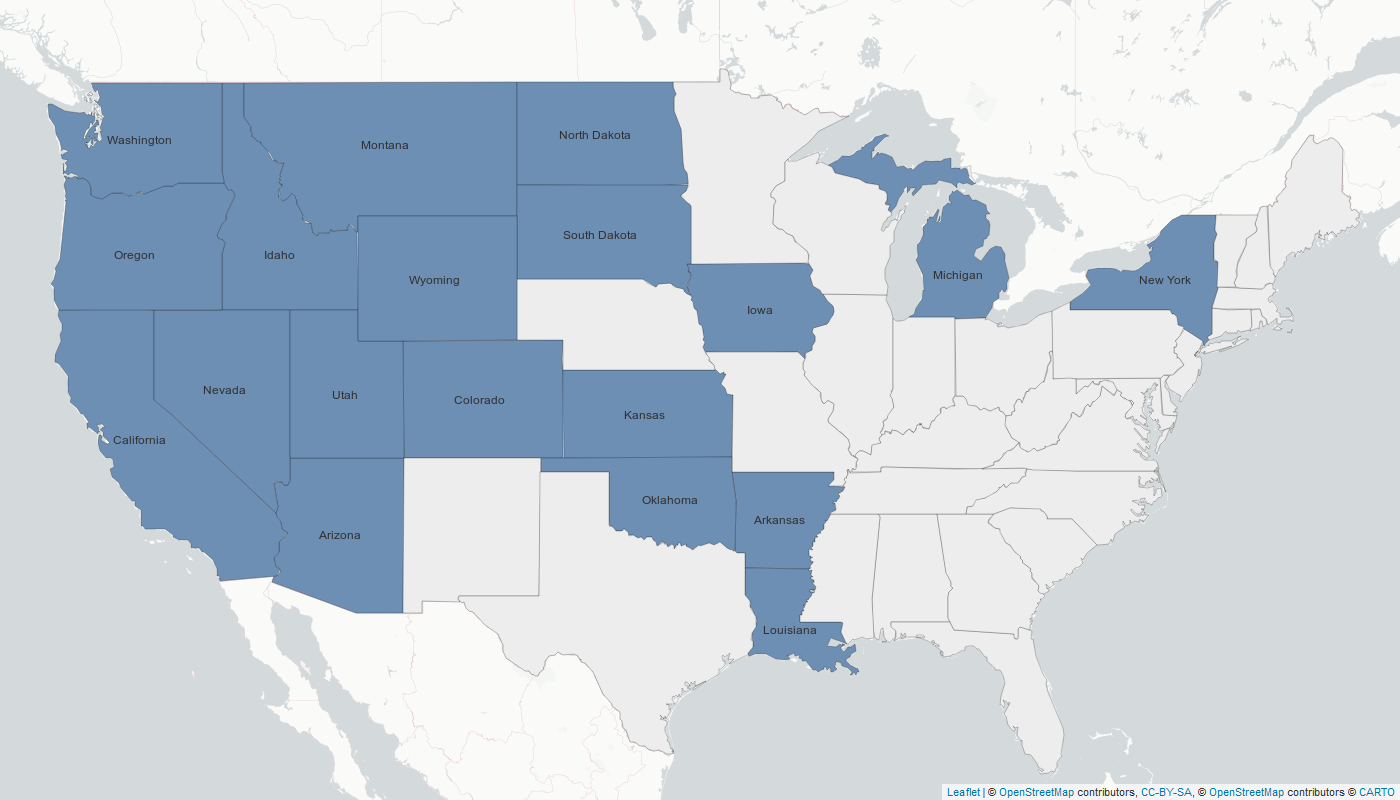 North Dakota
Washington
Montana
South Dakota
Oregon
Idaho
Michigan
Wyoming
New York
Iowa
Nevada
Utah
Colorado
Kansas
California
Oklahoma
Arkansas
Arizona
Louisiana
Leaflet | © OpenStreetMap contributors, CC-BY-SA, © OpenStreetMap contributors © CARTO